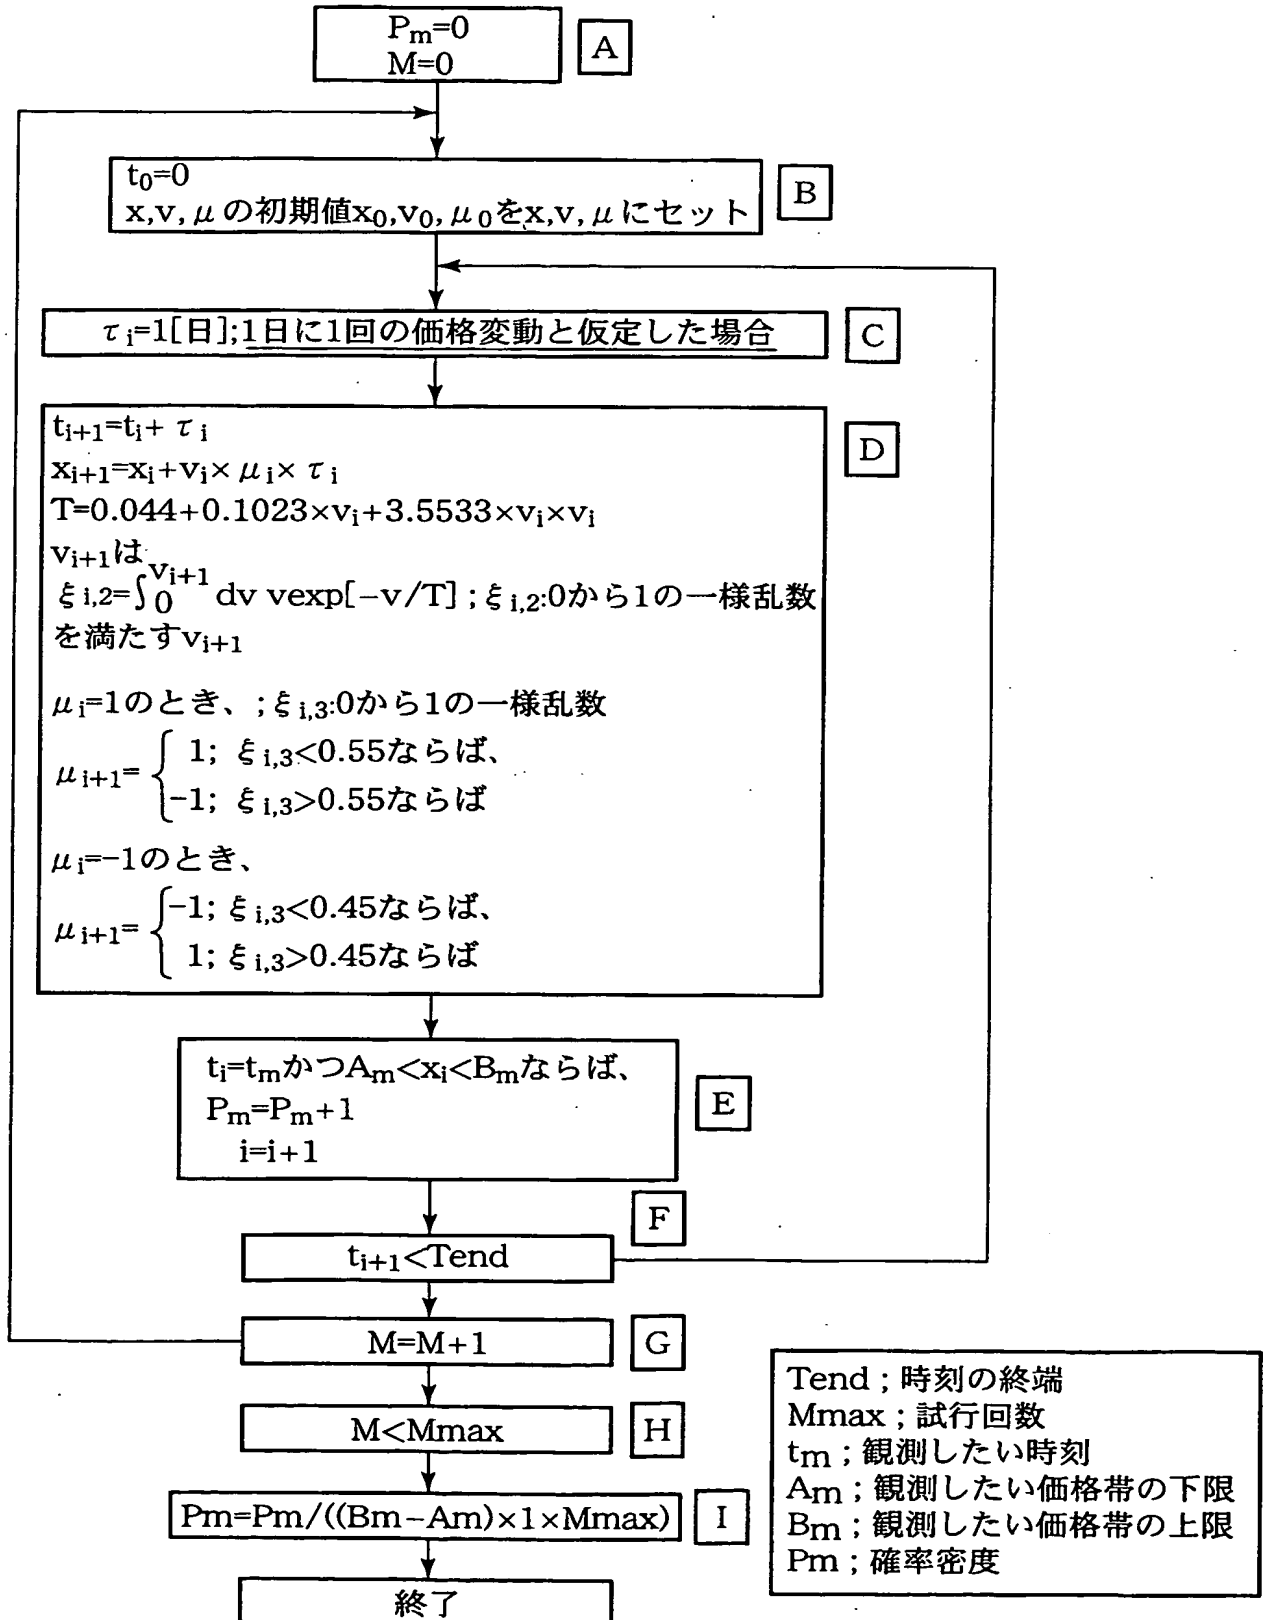 Pm=0
M=0
A
t0=0
x,v,μの初期値x0,v0,μ0をx,v,μにセット
B
τi=1[日];1日に1回の価格変動と仮定した場合
C
ti+1=ti+τi
xi+1=xi+vi×μi×τi
T=0.044+0.1023×vi+3.5533×vi×vi
vi+1は
ξi,2=∫0vi+1 dv vexp[-v/T];ξi,2:0から1の一様乱数
を満たすvi+1
μi=1のとき、;ξi,3:0から1の一様乱数
μi+1={ 1; ξi,3<0.55ならば、
-1; ξi,3>0.55ならば
μi=-1のとき、
μi+1={ -1; ξi,3<0.45ならば、
1; ξi,3>0.45ならば
D
ti=tmかつAm<xi<Bmならば、
Pm=Pm+1
i=i+1
E
F
ti+1<Tend
M=M+1
G
M<Mmax
H
Pm=Pm/((Bm-Am)×1×Mmax)
I
終了
Tend;時刻の終端
Mmax;試行回数
tm;観測したい時刻
Am;観測したい価格帯の下限
Bm;観測したい価格帯の上限
Pm;確率密度